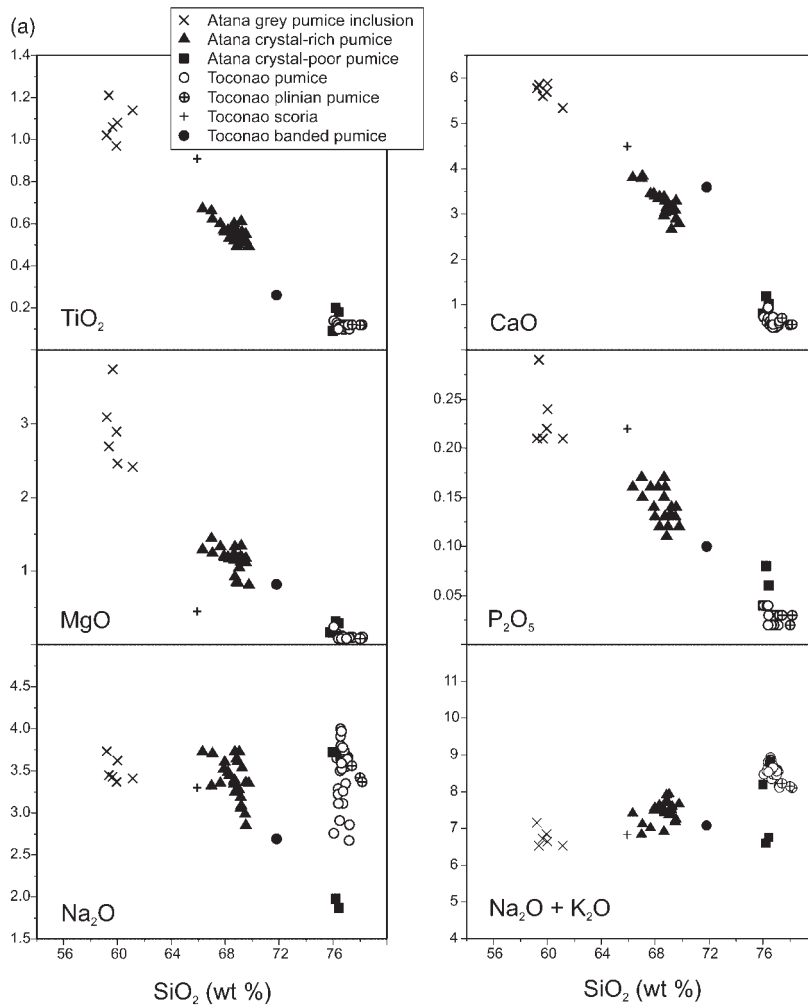 (a)
Atana grey pumice inclusion
Atana crystal-rich pumice
Atana crystal-poor pumice
Toconao pumice
Toconao plinian pumice
Toconao scoria
Toconao banded pumice
1.4
1.2
1.0
0.8
0.6
0.4
0.2
TiO₂
6
5
4
3
2
1
CaO
3
2
1
MgO
0.25
0.20
0.15
0.10
0.05
P₂O₅
4.5
4.0
3.5
3.0
2.5
2.0
1.5
Na₂O
56 60 64 68 72 76
SiO₂ (wt %)
11
10
9
8
7
6
5
4
Na₂O + K₂O
56 60 64 68 72 76
SiO₂ (wt %)